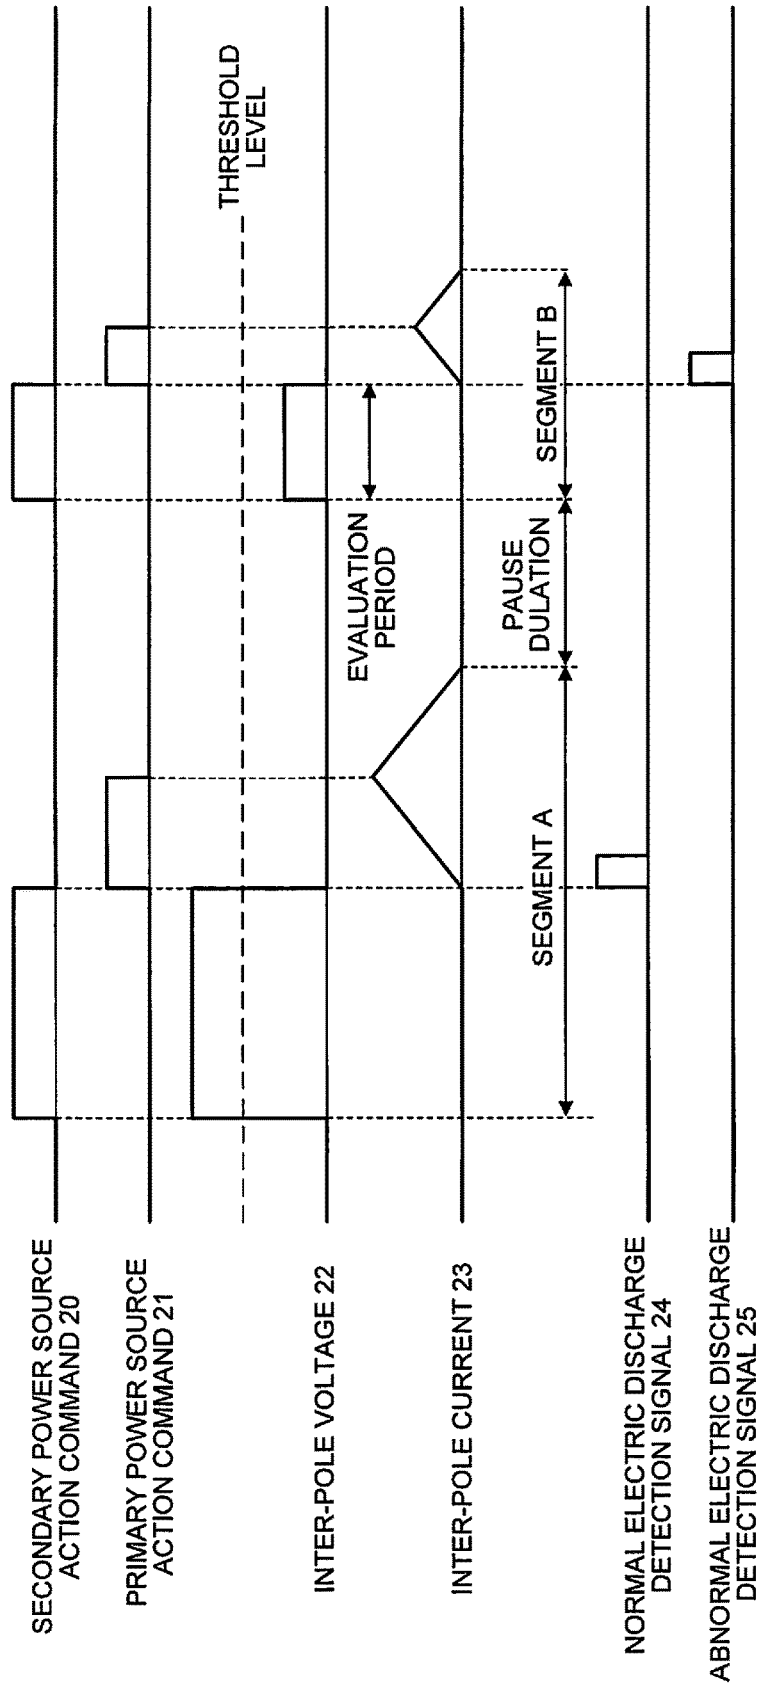 SECONDARY POWER SOURCE
ACTION COMMAND 20
PRIMARY POWER SOURCE
ACTION COMMAND 21
THRESHOLD
LEVEL
INTER-POLE VOLTAGE 22
EVALUATION
PERIOD
INTER-POLE CURRENT 23
SEGMENT A
PAUSE
DULATION
SEGMENT B
NORMAL ELECTRIC DISCHARGE
DETECTION SIGNAL 24
ABNORMAL ELECTRIC DISCHARGE
DETECTION SIGNAL 25